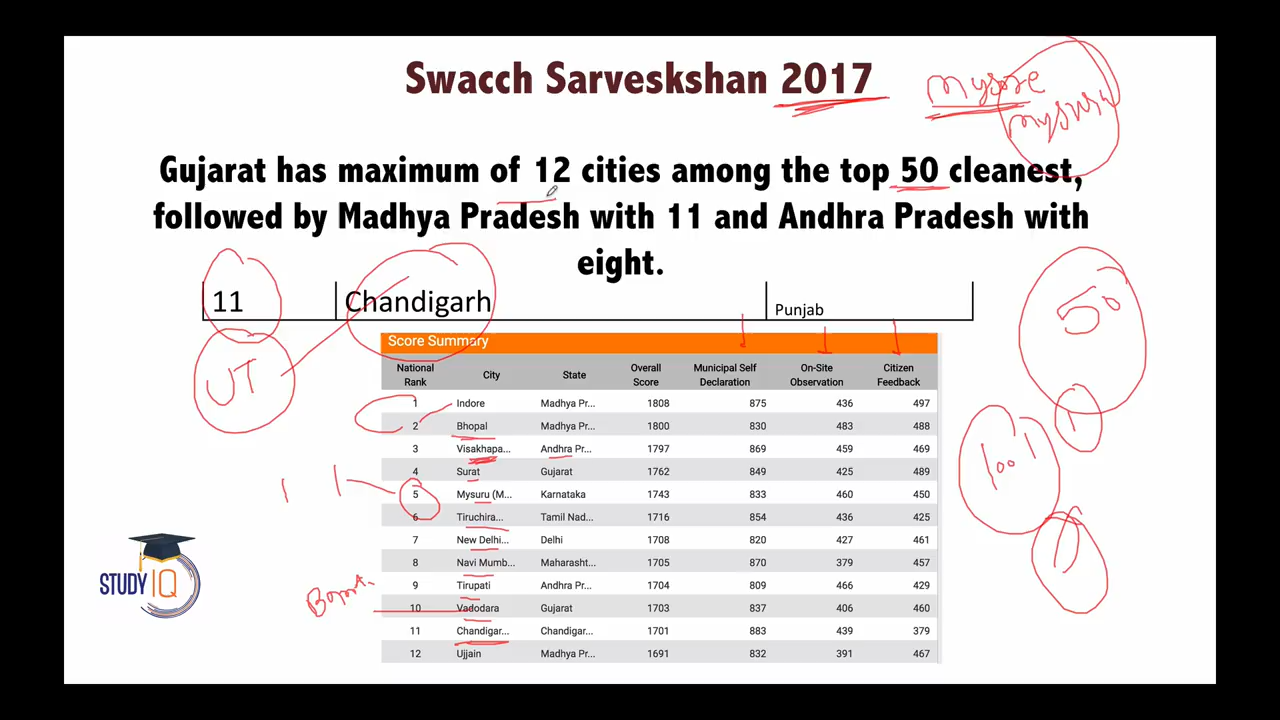 Swacch Sarveskshan 2017
mysore
mysuru
Gujarat has maximum of 12 cities among the top 50 cleanest,
followed by Madhya Pradesh with 11 and Andhra Pradesh with
eight.
11 Chandigarh Punjab
UT
50
1
1001
Score Summary
National Rank City State Overall Score Municipal Self Declaration On-Site Observation Citizen Feedback
1 Indore Madhya Pr... 1808 875 436 497
2 Bhopal Madhya Pr... 1800 830 483 488
3 Visakhapa... Andhra Pr... 1797 869 459 469
4 Surat Gujarat 1762 849 425 489
5 Mysuru (M... Karnataka 1743 833 460 450
6 Tiruchira... Tamil Nad... 1716 854 436 425
7 New Delhi... Delhi 1708 820 427 461
8 Navi Mumb... Maharasht... 1705 870 379 457
9 Tirupati Andhra Pr... 1704 809 466 429
10 Vadodara Gujarat 1703 837 406 460
11 Chandigar... Chandigar... 1701 883 439 379
12 Ujjain Madhya Pr... 1691 832 391 467
STUDY IQ